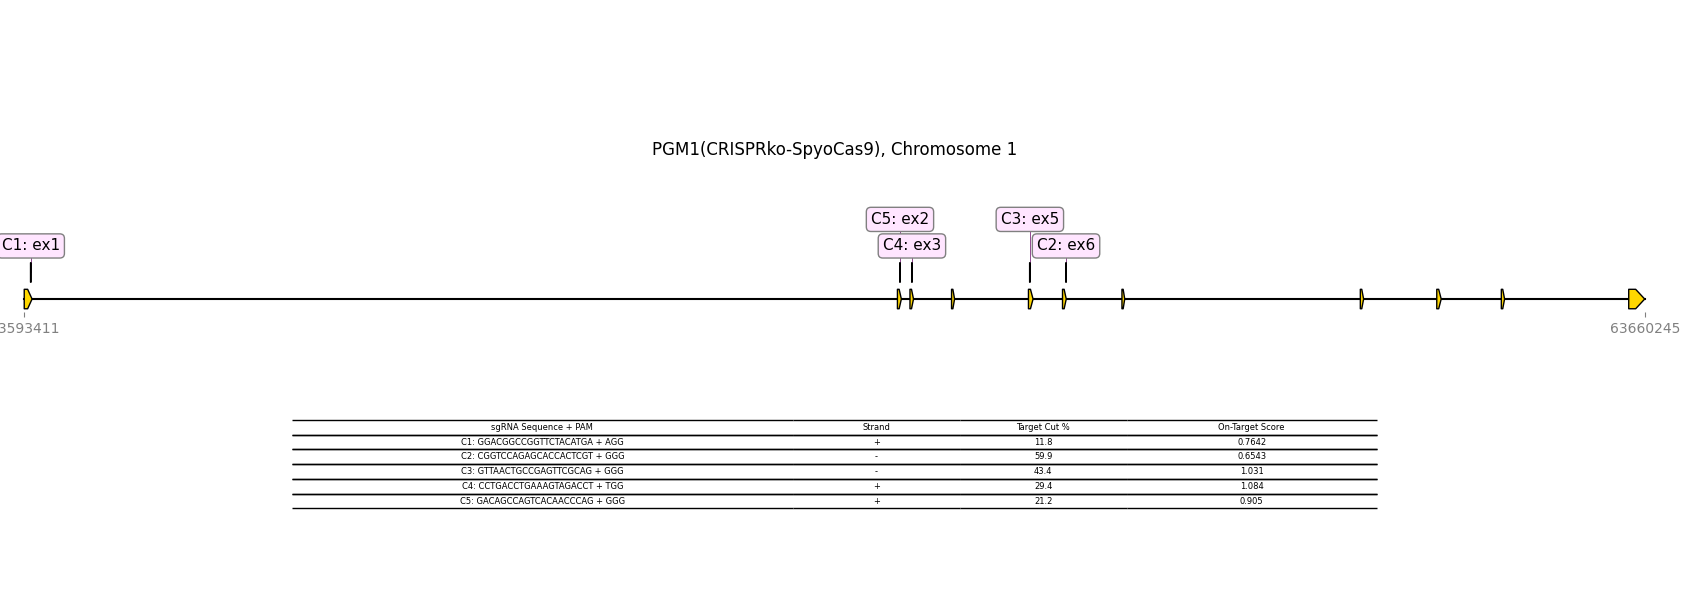 PGM1(CRISPRko-SpyoCas9), Chromosome 1
C5: ex2 C3: ex5
C1: ex1 C4: ex3 C2: ex6
3593411 63660245
sgRNA Sequence + PAM Strand Target Cut % On-Target Score
C1: GGACGGCCGGTTCTACATGA + AGG + 11.8 0.7642
C2: CGGTCCAGAGCACCACTCGT + GGG - 59.9 0.6543
C3: GTTAACTGCCGAGTTCGCAG + GGG - 43.4 1.031
C4: CCTGACCTGAAAGTAGACCT + TGG + 29.4 1.084
C5: GACAGCCAGTCACAACCCAG + GGG + 21.2 0.905